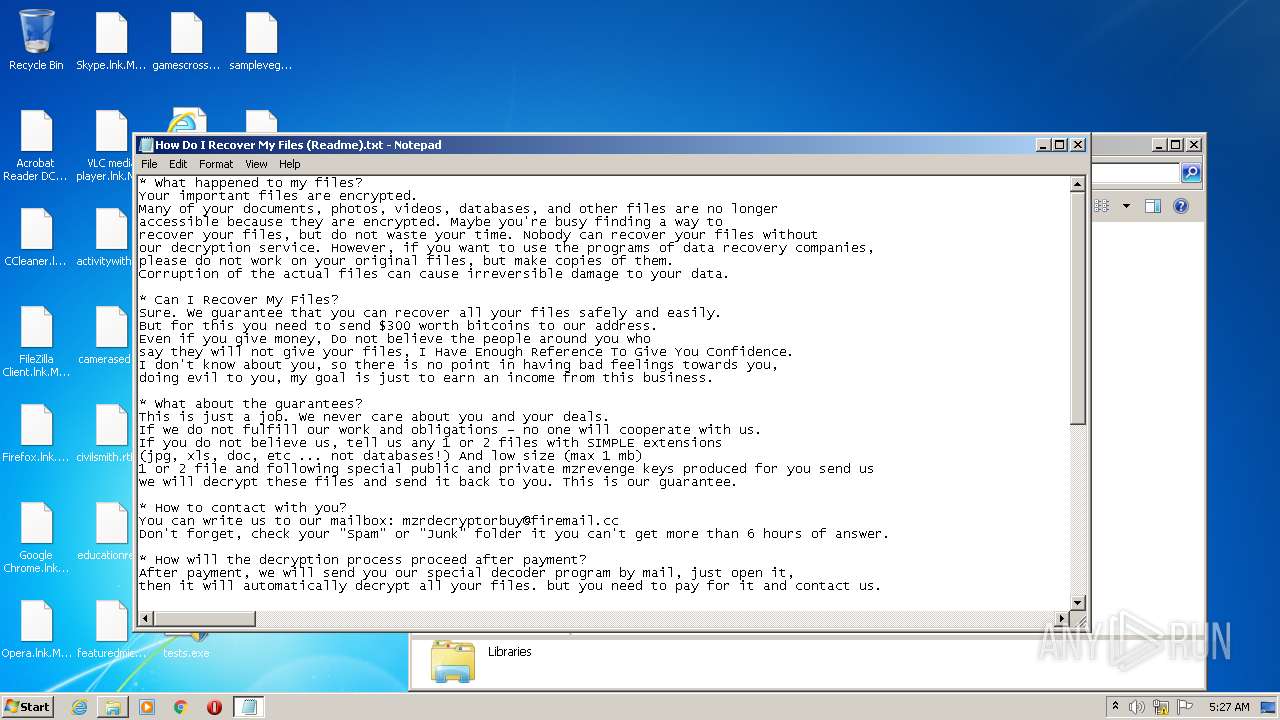 Recycle Bin
Skype.lnk.M...
gamescross...
sampleveg...
Acrobat
Reader DC...
VLC media
player.lnk.M...
CCleaner.l...
activitywith
FileZilla
Client.lnk.M...
camerased
Firefox.lnk....
civilsmith.rt
Google
Chrome.lnk...
educationre
Opera.lnk.M...
featuredmic
tests.exe
How Do I Recover My Files (Readme).txt - Notepad
File Edit Format View Help
* What happened to my files?
Your important files are encrypted.
Many of your documents, photos, videos, databases, and other files are no longer
accessible because they are encrypted. Maybe you're busy finding a way to
recover your files, but do not waste your time. Nobody can recover your files without
our decryption service. However, if you want to use the programs of data recovery companies,
please do not work on your original files, but make copies of them.
Corruption of the actual files can cause irreversible damage to your data.
* Can I Recover My Files?
Sure. We guarantee that you can recover all your files safely and easily.
But for this you need to send $300 worth bitcoins to our address.
Even if you give money, Do not believe the people around you who
say they will not give your files, I Have Enough Reference To Give You Confidence.
I don't know about you, so there is no point in having bad feelings towards you,
doing evil to you, my goal is just to earn an income from this business.
* What about the guarantees?
This is just a job. We never care about you and your deals.
If we do not fulfill our work and obligations - no one will cooperate with us.
If you do not believe us, tell us any 1 or 2 files with SIMPLE extensions
(jpg, xls, doc, etc ... not databases!) And low size (max 1 mb)
1 or 2 file and following special public and private mzrevenge keys produced for you send us
we will decrypt these files and send it back to you. This is our guarantee.
* How to contact with you?
You can write us to our mailbox: mzrdecryptorbuy@firemail.cc
Don't forget, check your "spam" or "Junk" folder it you can't get more than 6 hours of answer.
* How will the decryption process proceed after payment?
After payment, we will send you our special decoder program by mail, just open it,
then it will automatically decrypt all your files. but you need to pay for it and contact us.
Libraries
ANY RUN
Start
5:27 AM